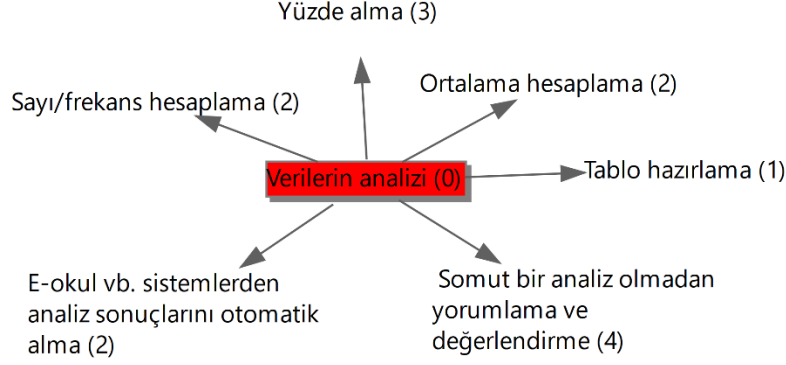 Yüzde alma (3)
Ortalama hesaplama (2)
Sayı/frekans hesaplama (2)
Tablo hazırlama (1)
Verilerin analizi (0)
E-okul vb. sistemlerden
analiz sonuçlarını otomatik
alma (2)
Somut bir analiz olmadan
yorumlama ve
değerlendirme (4)